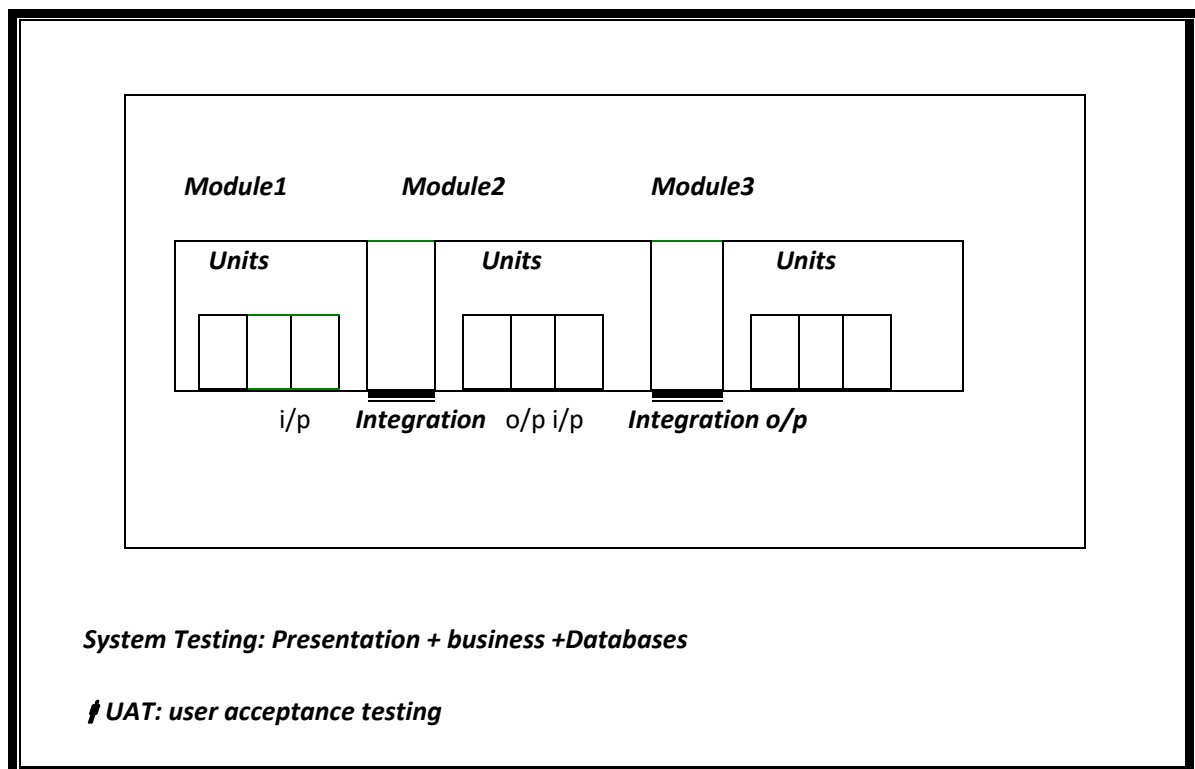 Module1 Module2 Module3
Units Units Units
i/p Integration o/p i/p Integration o/p
System Testing: Presentation + business +Databases
UAT: user acceptance testing